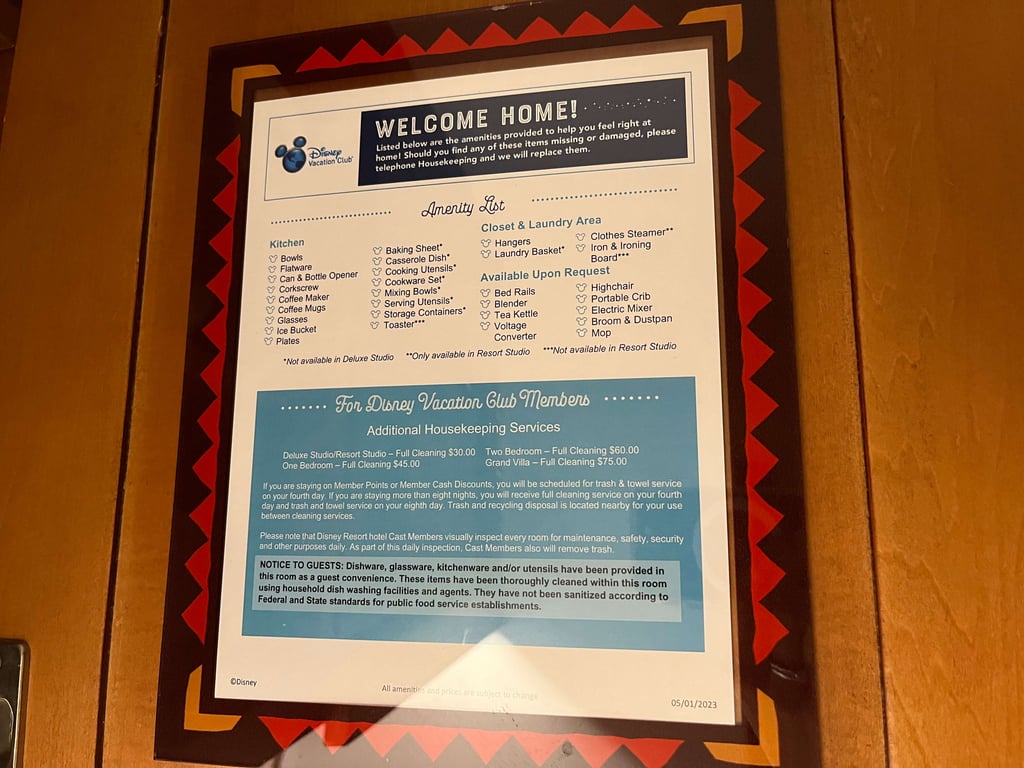 WELCOME HOME!
Listed below are the amenities provided to help you feel right at
home! Should you find any of these items missing or damaged, please
telephone Housekeeping and we will replace them.
Disney
Vacation Club
Amenity List
Kitchen
Bowls
Flatware
Can & Bottle Opener
Corkscrew
Coffee Maker
Coffee Mugs
Glasses
Ice Bucket
Plates
Baking Sheet*
Casserole Dish*
Cooking Utensils*
Cookware Set*
Mixing Bowls*
Serving Utensils*
Storage Containers*
Toaster***
Closet & Laundry Area
Hangers
Laundry Basket*
Clothes Steamer**
Iron & Ironing
Board***
Available Upon Request
Bed Rails
Blender
Tea Kettle
Voltage
Converter
Highchair
Portable Crib
Electric Mixer
Broom & Dustpan
Mop
*Not available in Deluxe Studio **Only available in Resort Studio ***Not available in Resort Studio
For Disney Vacation Club Members
Additional Housekeeping Services
Deluxe Studio/Resort Studio – Full Cleaning $30.00 Two Bedroom – Full Cleaning $60.00
One Bedroom – Full Cleaning $45.00 Grand Villa – Full Cleaning $75.00
If you are staying on Member Points or Member Cash Discounts, you will be scheduled for trash & towel service
on your fourth day. If you are staying more than eight nights, you will receive full cleaning service on your fourth
day and trash and towel service on your eighth day. Trash and recycling disposal is located nearby for your use
between cleaning services.
Please note that Disney Resort hotel Cast Members visually inspect every room for maintenance, safety, security
and other purposes daily. As part of this daily inspection, Cast Members also will remove trash.
NOTICE TO GUESTS: Dishware, glassware, kitchenware and/or utensils have been provided in
this room as a guest convenience. These items have been thoroughly cleaned within this room
using household dish washing facilities and agents. They have not been sanitized according to
Federal and State standards for public food service establishments.
©Disney
All amenities and prices are subject to change
05/01/2023